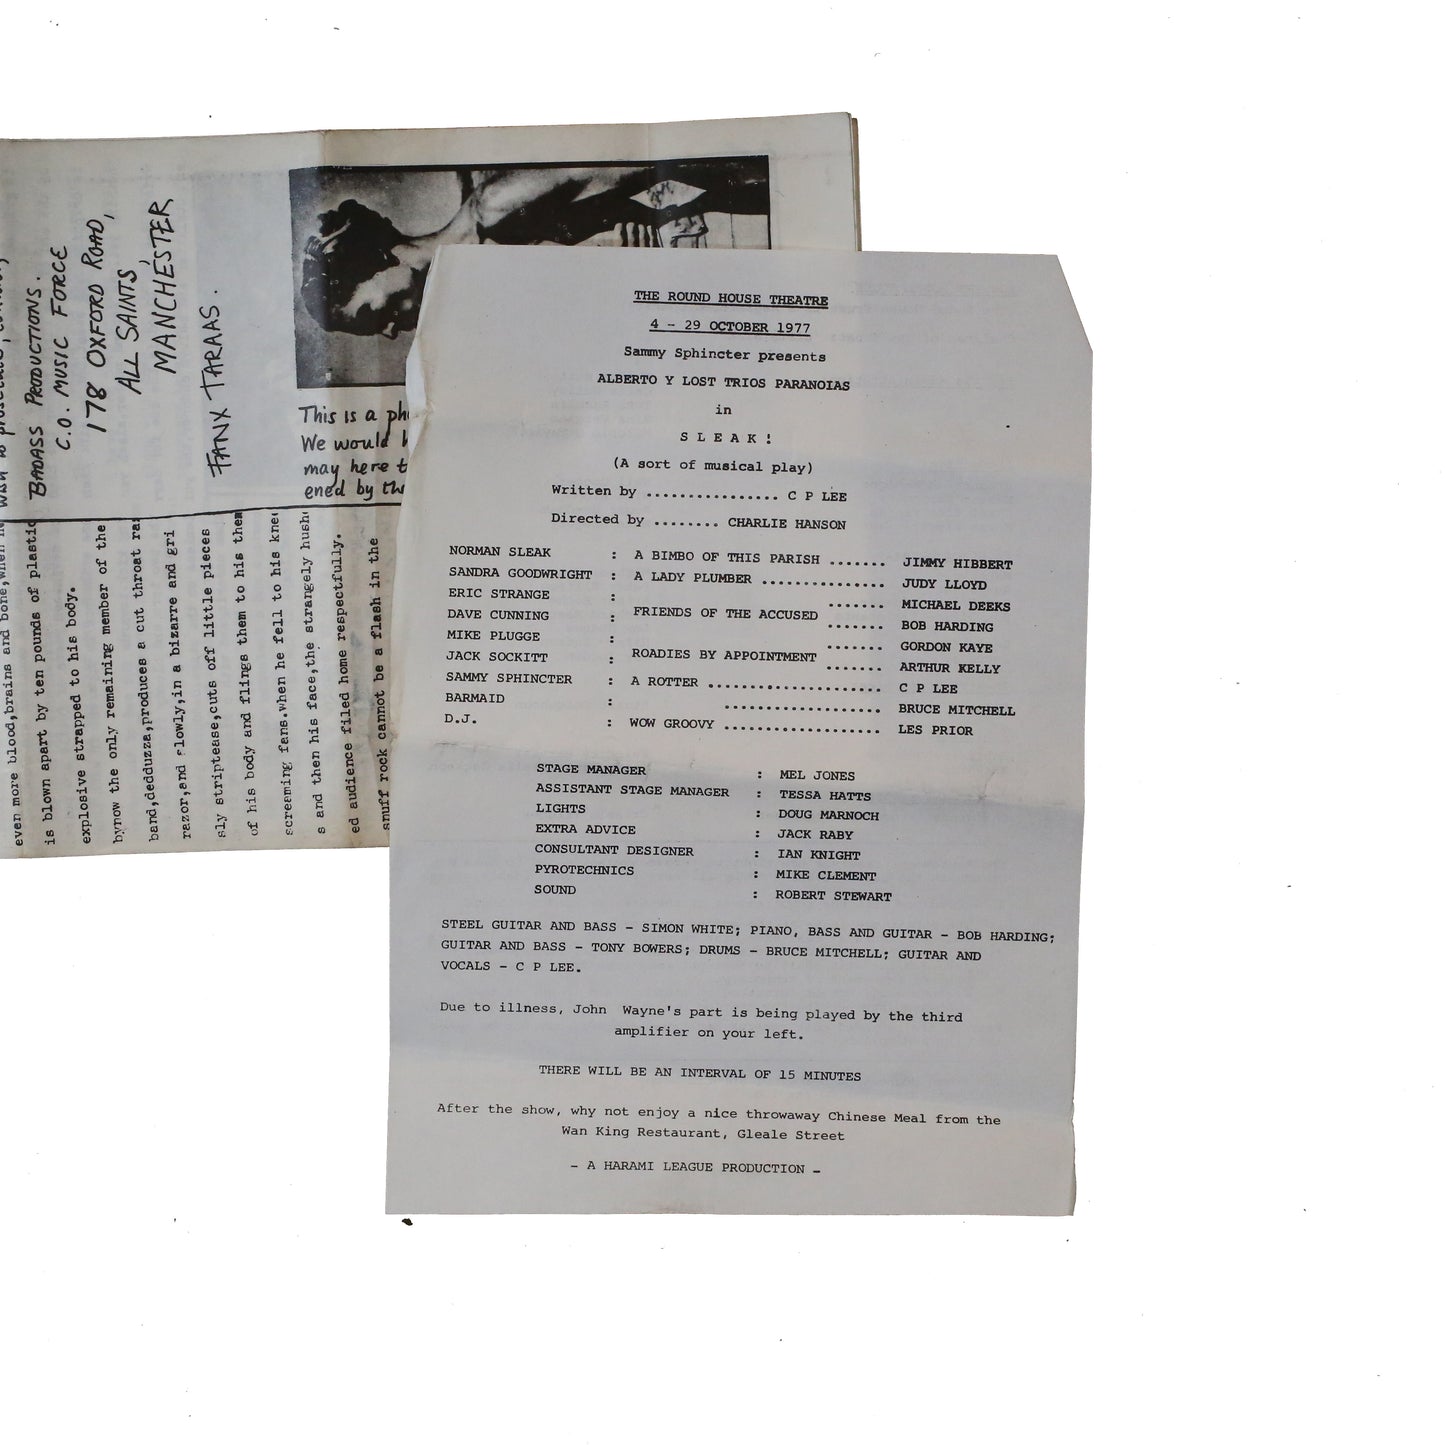 wish to
BADASS PRODUCTIONS.
C.O. MUSIC FORCE
178 OXFORD ROAD,
ALL SAINTS,
MANCHESTER
FANX TARAAS.
This is a
We would
may here
ened by
even more blood,brains and bone,when
is blown apart by ten pounds of
explosive strapped to his body.
bynow the only remaining member of the
band,dedduzza,produces a cut throat
razor,and slowly,in a bizarre and
sly striptease,cuts off little pieces
of his body and flings them to his
screeming fans.when he fell to his
s and then his face,the strangely
ed audience filed home respectfully.
snuff rock cannot be a flash in the
THE ROUND HOUSE THEATRE
4 - 29 OCTOBER 1977
Sammy Sphincter presents
ALBERTO Y LOST TRIOS PARANOIAS
in
S L E A K !
(A sort of musical play)
Written by ................ C P LEE
Directed by ........ CHARLIE HANSON
NORMAN SLEAK : A BIMBO OF THIS PARISH ....... JIMMY HIBBERT
SANDRA GOODWRIGHT : A LADY PLUMBER ............... JUDY LLOYD
ERIC STRANGE : ....... MICHAEL DEEKS
FRIENDS OF THE ACCUSED
DAVE CUNNING : ....... BOB HARDING
MIKE PLUGGE : ....... GORDON KAYE
ROADIES BY APPOINTMENT
JACK SOCKITT : ....... ARTHUR KELLY
SAMMY SPHINCTER : A ROTTER ..................... C P LEE
BARMAID : ................... BRUCE MITCHELL
D.J. : WOW GROOVY ................... LES PRIOR
STAGE MANAGER : MEL JONES
ASSISTANT STAGE MANAGER : TESSA HATTS
LIGHTS : DOUG MARNOCH
EXTRA ADVICE : JACK RABY
CONSULTANT DESIGNER : IAN KNIGHT
PYROTECHNICS : MIKE CLEMENT
SOUND : ROBERT STEWART
STEEL GUITAR AND BASS - SIMON WHITE; PIANO, BASS AND GUITAR - BOB HARDING;
GUITAR AND BASS - TONY BOWERS; DRUMS - BRUCE MITCHELL; GUITAR AND
VOCALS - C P LEE.
Due to illness, John Wayne's part is being played by the third
amplifier on your left.
THERE WILL BE AN INTERVAL OF 15 MINUTES
After the show, why not enjoy a nice throwaway Chinese Meal from the
Wan King Restaurant, Gleale Street
- A HARAMI LEAGUE PRODUCTION -